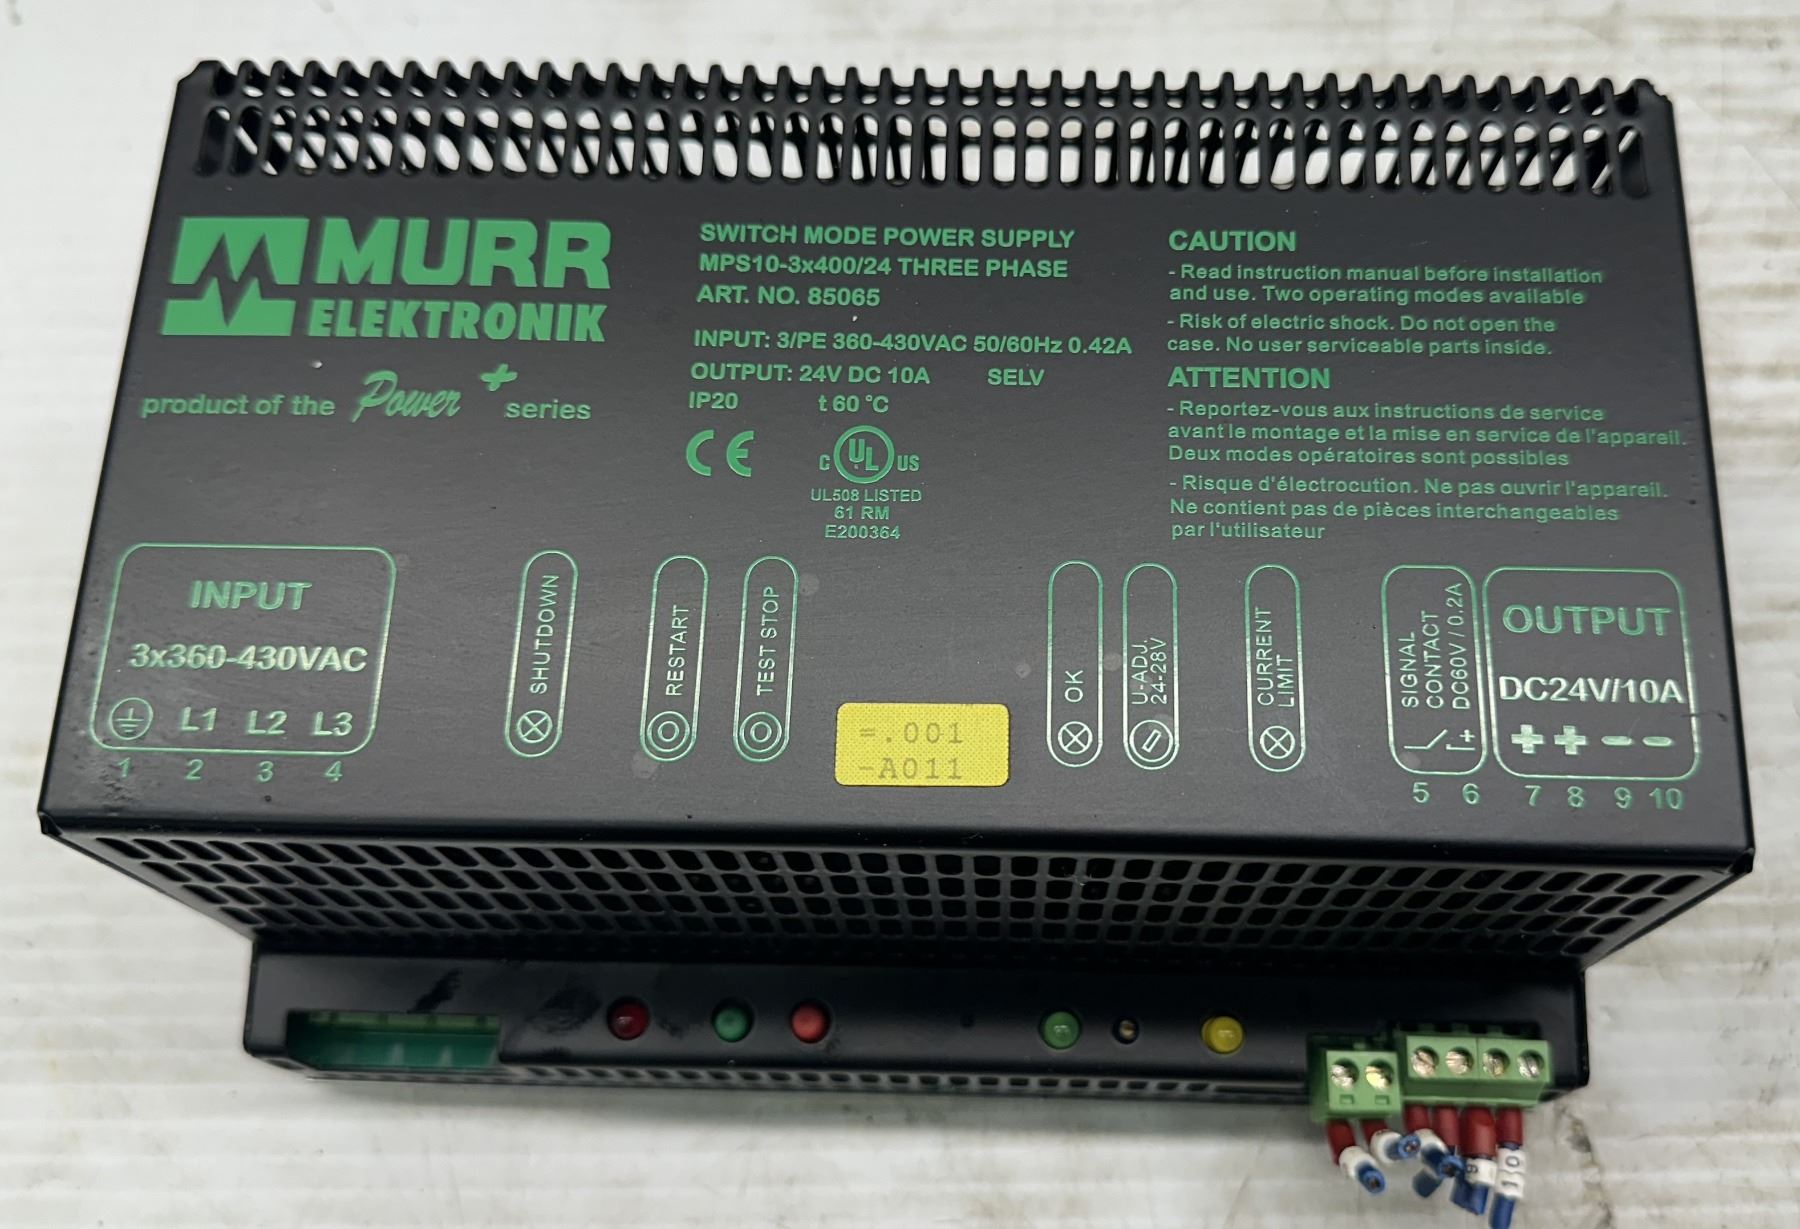 MURR
ELEKTRONIK
product of the Power + series
SWITCH MODE POWER SUPPLY
MPS10-3x400/24 THREE PHASE
ART. NO. 85065
INPUT: 3/PE 360-430VAC 50/60Hz 0.42A
OUTPUT: 24V DC 10A SELV
IP20 t 60 °C
CE
C UL US
UL508 LISTED
61 RM
E200364
CAUTION
- Read instruction manual before installation
and use. Two operating modes available
- Risk of electric shock. Do not open the
case. No user serviceable parts inside.
ATTENTION
- Reportez-vous aux instructions de service
avant le montage et la mise en service de l'appareil.
Deux modes opératoires sont possibles
- Risque d'électrocution. Ne pas ouvrir l'appareil.
Ne contient pas de pièces interchangeables
par l'utilisateur
INPUT
3x360-430VAC
L1 L2 L3
1 2 3 4
SHUTDOWN
RESTART
TEST STOP
=.001
-A011
OK
U-ADJ.
24-28V
CURRENT
LIMIT
SIGNAL
CONTACT
DC60V / 0.2A
+
5 6
OUTPUT
DC24V/10A
+ + - -
7 8 9 10
9
10